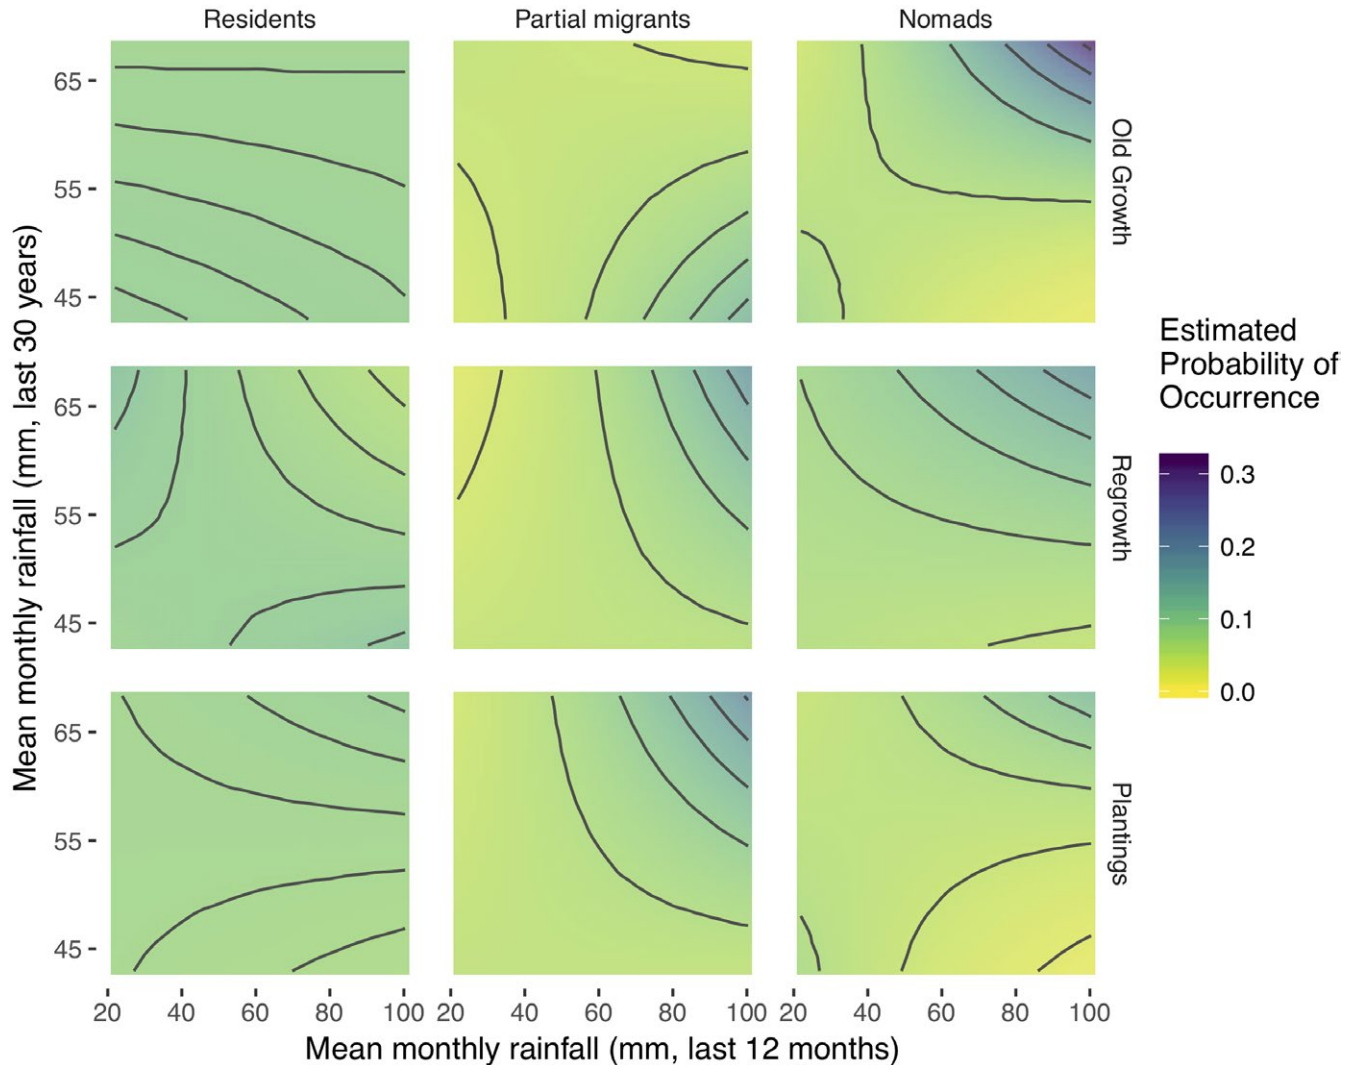 Residents
Partial migrants
Nomads
Mean monthly rainfall (mm, last 30 years)
65
55
45
Old Growth
65
55
45
Regrowth
65
55
45
Plantings
20 40 60 80 100 20 40 60 80 100 20 40 60 80 100
Mean monthly rainfall (mm, last 12 months)
Estimated
Probability of
Occurrence
0.3
0.2
0.1
0.0